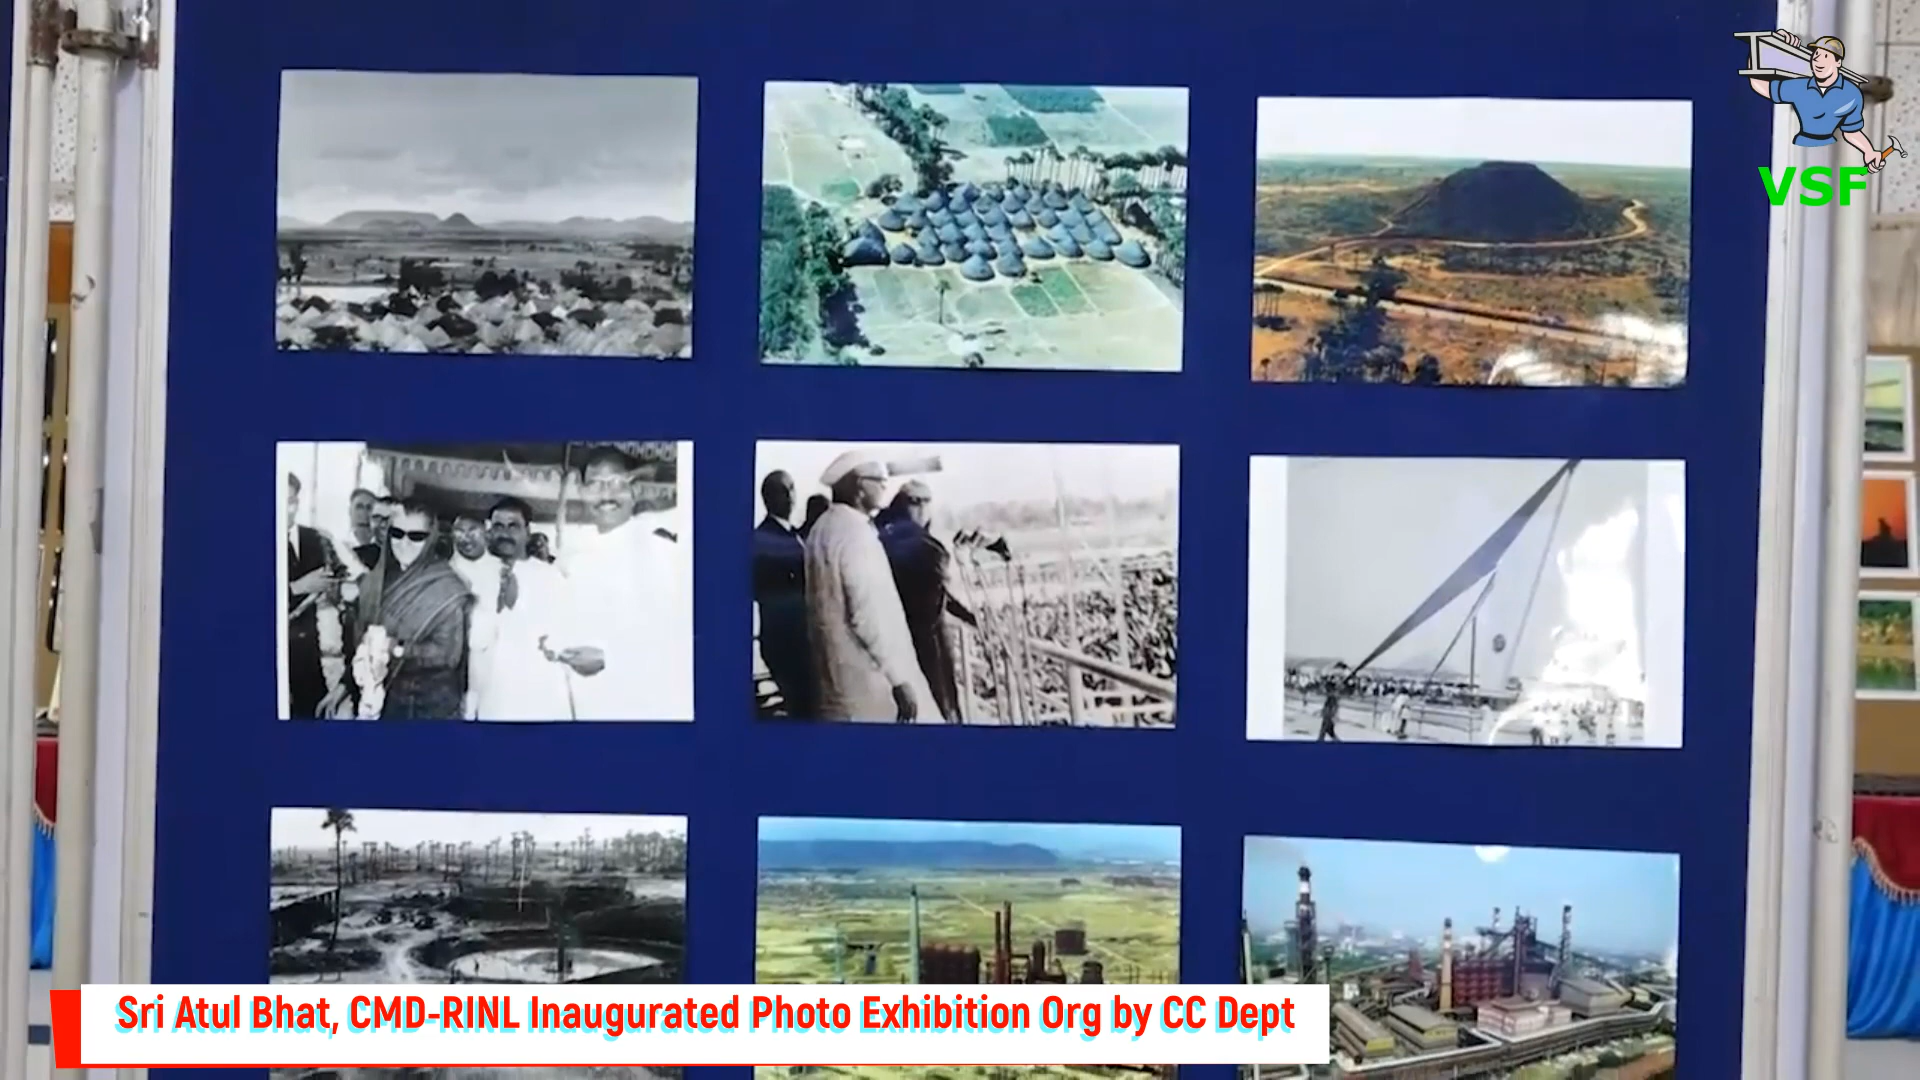 VSF
Sri Atul Bhat, CMD-RINL Inaugurated Photo Exhibition Org by CC Dept